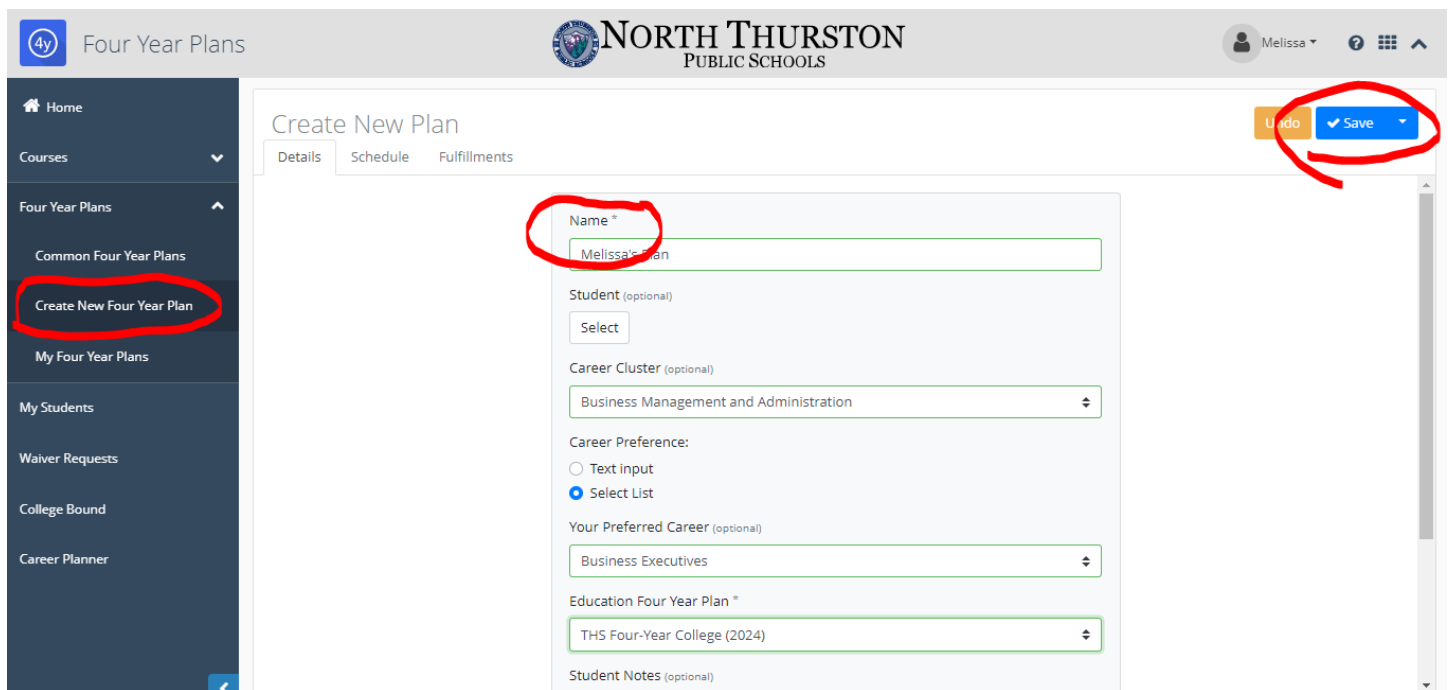 4y Four Year Plans
NORTH THURSTON
PUBLIC SCHOOLS
Melissa
Home
Courses
Four Year Plans
Common Four Year Plans
Create New Four Year Plan
My Four Year Plans
My Students
Waiver Requests
College Bound
Career Planner
Create New Plan
Undo Save
Details Schedule Fulfillments
Name *
Melissa's Plan
Student (optional)
Select
Career Cluster (optional)
Business Management and Administration
Career Preference:
Text input
Select List
Your Preferred Career (optional)
Business Executives
Education Four Year Plan *
THS Four-Year College (2024)
Student Notes (optional)